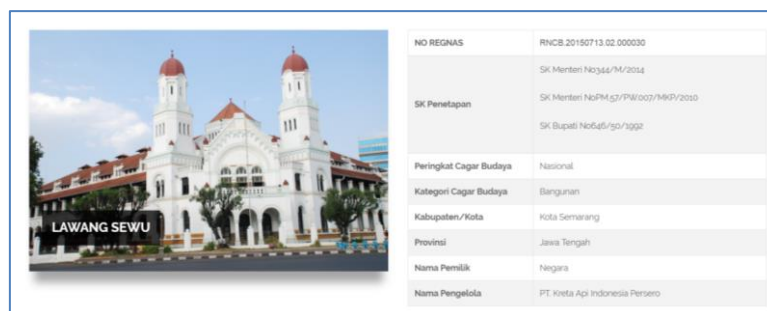 LAWANG SEWU
NO REGNAS RNCB.20150713.02.000030
SK Penetapan
SK Menteri No344/M/2014
SK Menteri NoPM.57/PW.007/MKP/2010
SK Bupati No646/50/1992
Peringkat Cagar Budaya Nasional
Kategori Cagar Budaya Bangunan
Kabupaten/Kota Kota Semarang
Provinsi Jawa Tengah
Nama Pemilik Negara
Nama Pengelola PT. Kreta Api Indonesia Persero